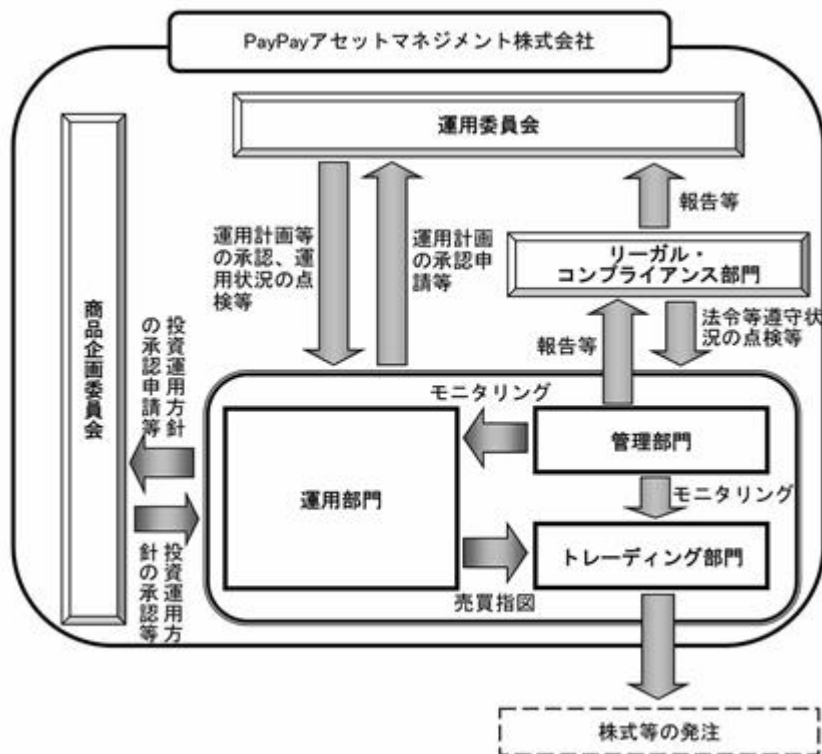 PayPayアセットマネジメント株式会社
運用委員会
運用計画等
の承認、運
用状況の点
検等
運用計画
の承認申
請等
報告等
リーガル・
コンプライアンス部門
報告等
法令等遵守状
況の点検等
商品企画委員会
投資運用方針
の承認申請等
投資運用方
針の承認等
モニタリング
運用部門
管理部門
モニタリング
トレーディング部門
売買指図
株式等の発注